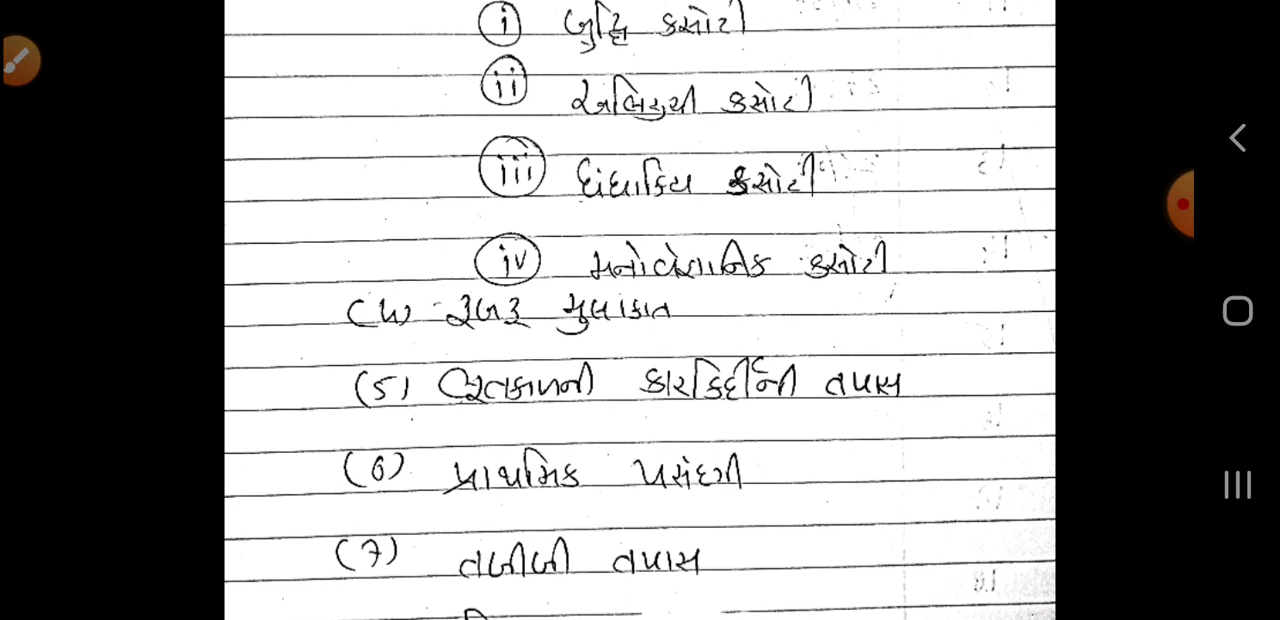 (i) બુદ્ધિ કસોટી
(ii) અભિરુચી કસોટી
(iii) ધંધાકિય કસોટી
(iv) મનોવૈજ્ઞાનિક કસોટી
(4) રૂબરૂ મુલાકાત
(5) ભૂતકાળની કારકિર્દીની તપાસ
(6) પ્રાથમિક પસંદગી
(7) તબીબી તપાસ